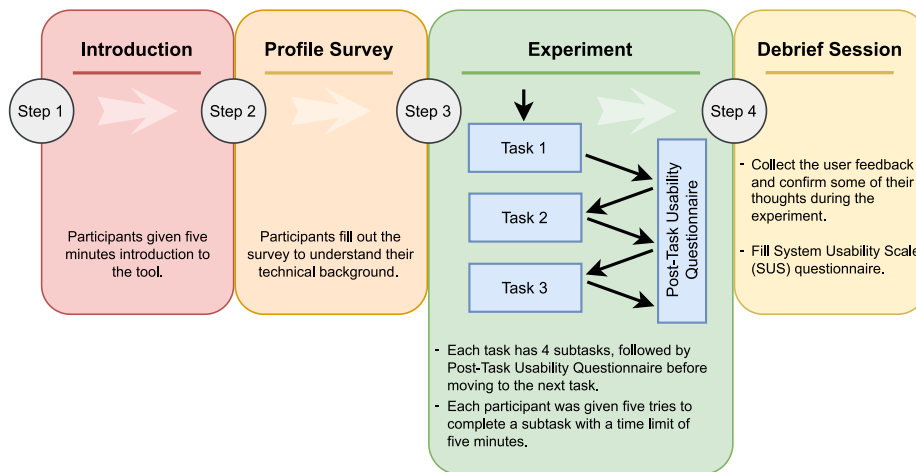 Introduction
Profile Survey
Experiment
Debrief Session
Step 1
Step 2
Step 3
Step 4
Participants given five
minutes introduction
to the tool.
Participants fill out the
survey to understand their
technical background.
Task 1
Task 2
Task 3
Post-Task Usability
Questionnaire
- Each task has 4 subtasks, followed by
Post-Task Usability Questionnaire before
moving to the next task.
- Each participant was given five tries to
complete a subtask with a time limit of
five minutes.
- Collect the user feedback
and confirm some of their
thoughts during the
experiment.
- Fill System Usability Scale
(SUS) questionnaire.